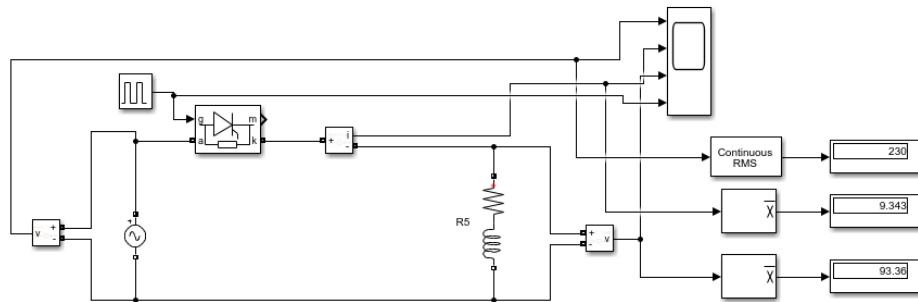 g
m
a
k
+
i
-
Continuous
RMS
230
x
9.343
R5
v
+
-
+
+
-
v
x
93.36